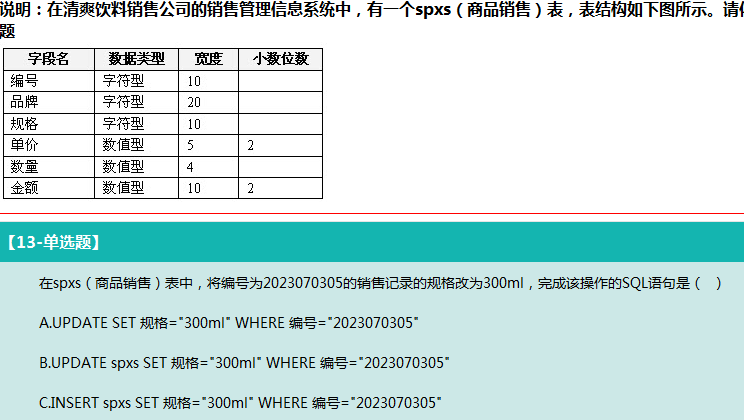 说明：在清爽饮料销售公司的销售管理信息系统中，有一个spxs（商品销售）表，表结构如下图所示。请
题
字段名 数据类型 宽度 小数位数
编号 字符型 10
品牌 字符型 20
规格 字符型 10
单价 数值型 5 2
数量 数值型 4
金额 数值型 10 2
【13-单选题】
在spxs（商品销售）表中，将编号为2023070305的销售记录的规格改为300ml，完成该操作的SQL语句是（ ）
A.UPDATE SET 规格="300ml" WHERE 编号="2023070305"
B.UPDATE spxs SET 规格="300ml" WHERE 编号="2023070305"
C.INSERT spxs SET 规格="300ml" WHERE 编号="2023070305"